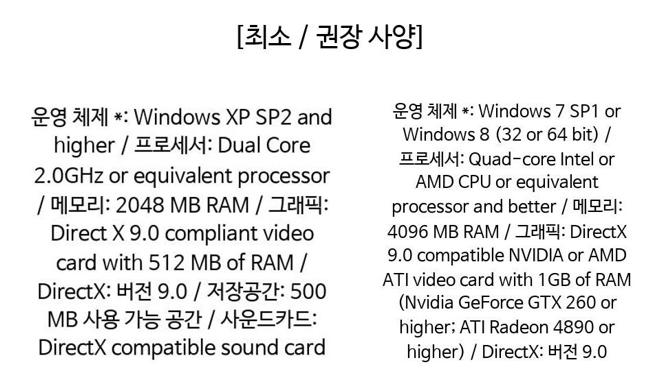 [최소 / 권장 사양]
운영 체제 *: Windows XP SP2 and
higher / 프로세서: Dual Core
2.0GHz or equivalent processor
/ 메모리: 2048 MB RAM / 그래픽:
Direct X 9.0 compliant video
card with 512 MB of RAM /
DirectX: 버전 9.0 / 저장공간: 500
MB 사용 가능 공간 / 사운드카드:
DirectX compatible sound card
운영 체제 *: Windows 7 SP1 or
Windows 8 (32 or 64 bit) /
프로세서: Quad-core Intel or
AMD CPU or equivalent
processor and better / 메모리:
4096 MB RAM / 그래픽: DirectX
9.0 compatible NVIDIA or AMD
ATI video card with 1GB of RAM
(Nvidia GeForce GTX 260 or
higher; ATI Radeon 4890 or
higher) / DirectX: 버전 9.0